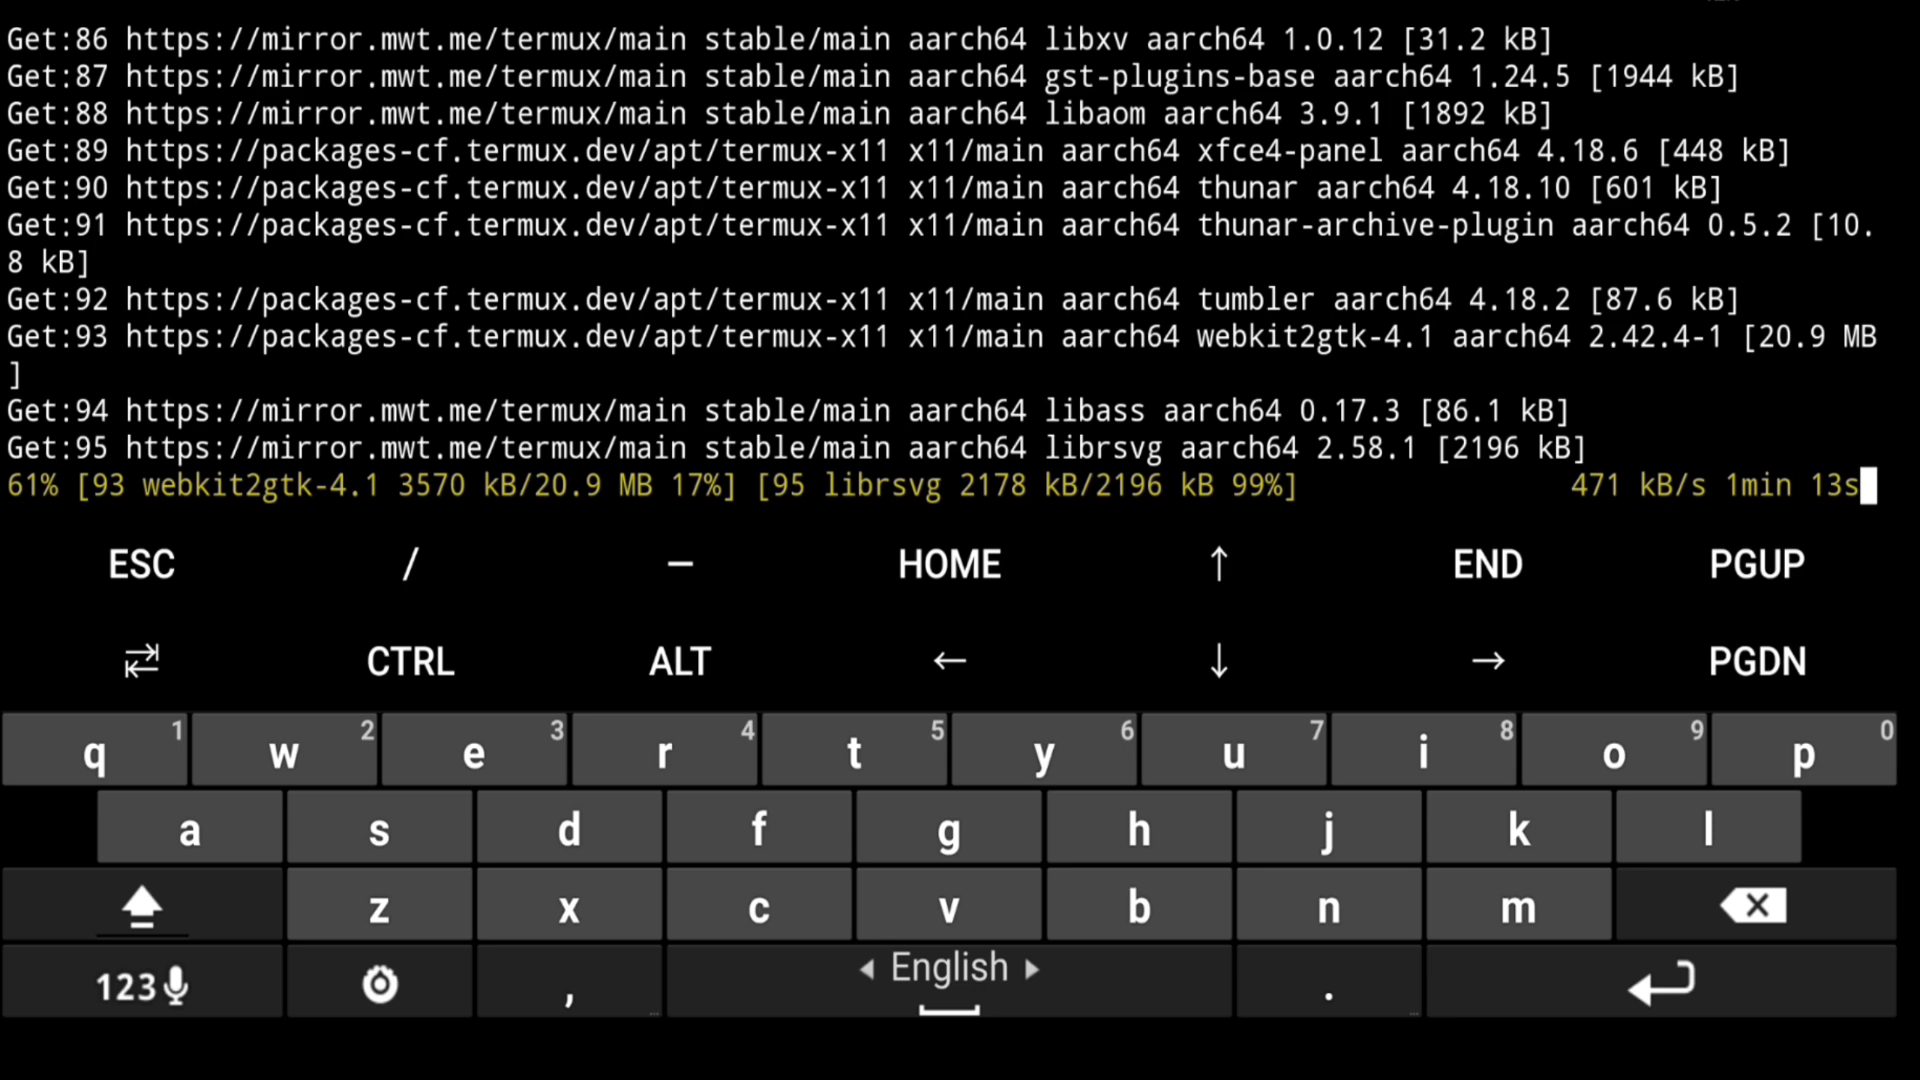 Get:86 https://mirror.mwt.me/termux/main stable/main aarch64 libxv aarch64 1.0.12 [31.2 kB]
Get:87 https://mirror.mwt.me/termux/main stable/main aarch64 gst-plugins-base aarch64 1.24.5 [1944 kB]
Get:88 https://mirror.mwt.me/termux/main stable/main aarch64 libaom aarch64 3.9.1 [1892 kB]
Get:89 https://packages-cf.termux.dev/apt/termux-x11 x11/main aarch64 xfce4-panel aarch64 4.18.6 [448 kB]
Get:90 https://packages-cf.termux.dev/apt/termux-x11 x11/main aarch64 thunar aarch64 4.18.10 [601 kB]
Get:91 https://packages-cf.termux.dev/apt/termux-x11 x11/main aarch64 thunar-archive-plugin aarch64 0.5.2 [10.
8 kB]
Get:92 https://packages-cf.termux.dev/apt/termux-x11 x11/main aarch64 tumbler aarch64 4.18.2 [87.6 kB]
Get:93 https://packages-cf.termux.dev/apt/termux-x11 x11/main aarch64 webkit2gtk-4.1 aarch64 2.42.4-1 [20.9 MB
]
Get:94 https://mirror.mwt.me/termux/main stable/main aarch64 libass aarch64 0.17.3 [86.1 kB]
Get:95 https://mirror.mwt.me/termux/main stable/main aarch64 librsvg aarch64 2.58.1 [2196 kB]
61% [93 webkit2gtk-4.1 3570 kB/20.9 MB 17%] [95 librsvg 2178 kB/2196 kB 99%] 471 kB/s 1min 13s
ESC / — HOME ↑ END PGUP
⇄ CTRL ALT ← ↓ → PGDN
q 1 w 2 e 3 r 4 t 5 y 6 u 7 i 8 o 9 p 0
a s d f g h j k l
z x c v b n m
123 , English .